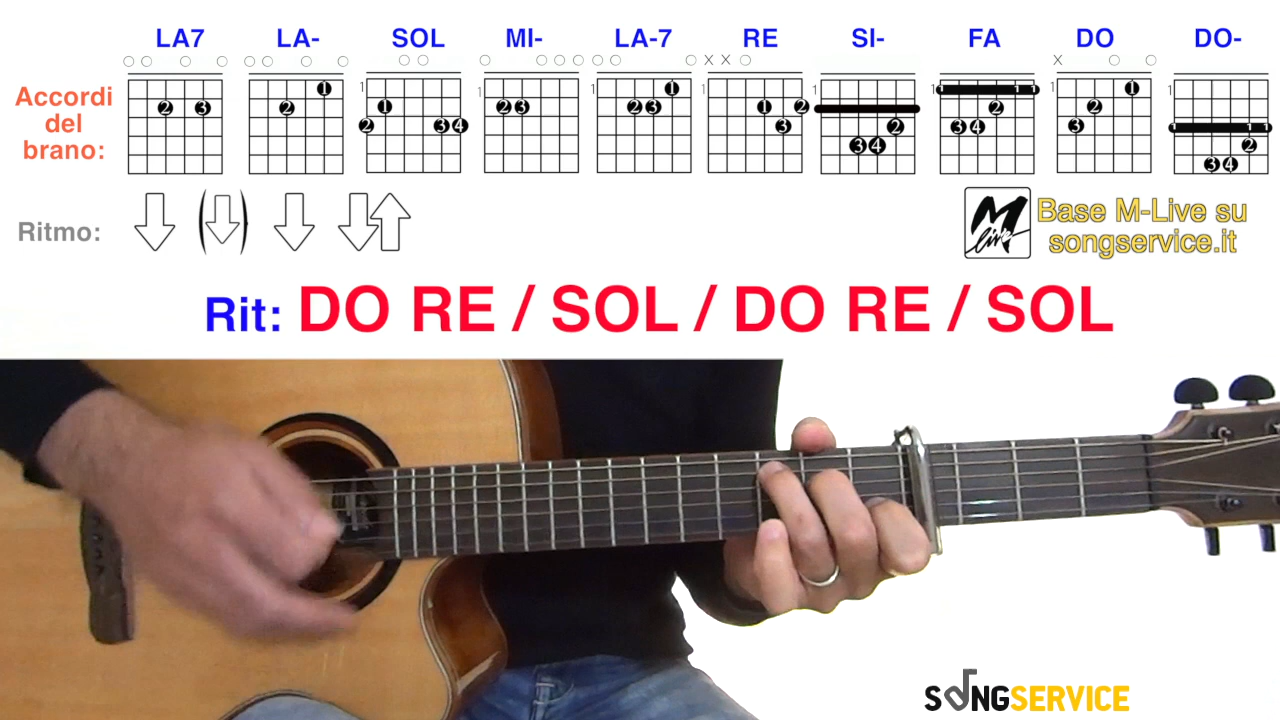 LA7 LA- SOL MI- LA-7 RE SI- FA DO DO-
Accordi
del
brano:
Ritmo:
M live
Base M-Live su
songservice.it
Rit: DO RE / SOL / DO RE / SOL
SONGSERVICE